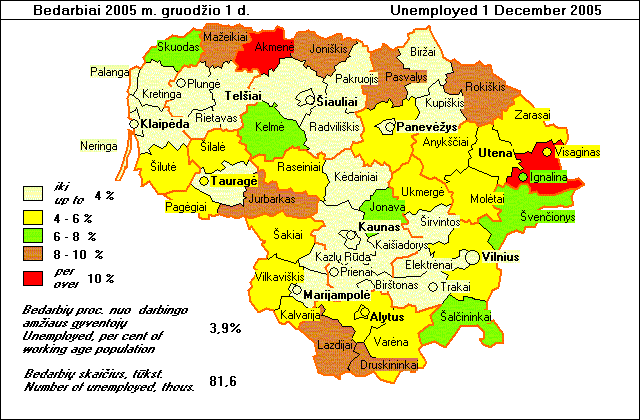 Bedarbiai 2005 m. gruodžio 1 d. Unemployed 1 December 2005
Skuodas
Mažeikiai
Akmenė
Joniškis
Biržai
Palanga
Plungė
Pakruojis
Pasvalys
Rokiškis
Kretinga
Telšiai
Šiauliai
Kupiškis
Zarasai
Klaipėda
Rietavas
Kelmė
Radviliškis
Panevėžys
Neringa
Šilalė
Anykščiai
Utena
Visaginas
Šilutė
Raseiniai
Kėdainiai
Ignalina
Tauragė
Jurbarkas
Ukmergė
Molėtai
Pagėgiai
Jonava
Širvintos
Švenčionys
Šakiai
Kaunas
Kaišiadorys
Kazlų Rūda
Elektrėnai
Vilnius
Vilkaviškis
Prienai
Birštonas
Trakai
Marijampolė
Kalvarija
Alytus
Šalčininkai
Lazdijai
Varėna
Druskininkai
iki
up to 4 %
4 - 6 %
6 - 8 %
8 - 10 %
per
over 10 %
Bedarbių proc. nuo darbingo
amžiaus gyventojų
Unemployed, per cent of
working age population
3,9%
Bedarbių skaičius, tūkst.
Number of unemployed, thous.
81,6